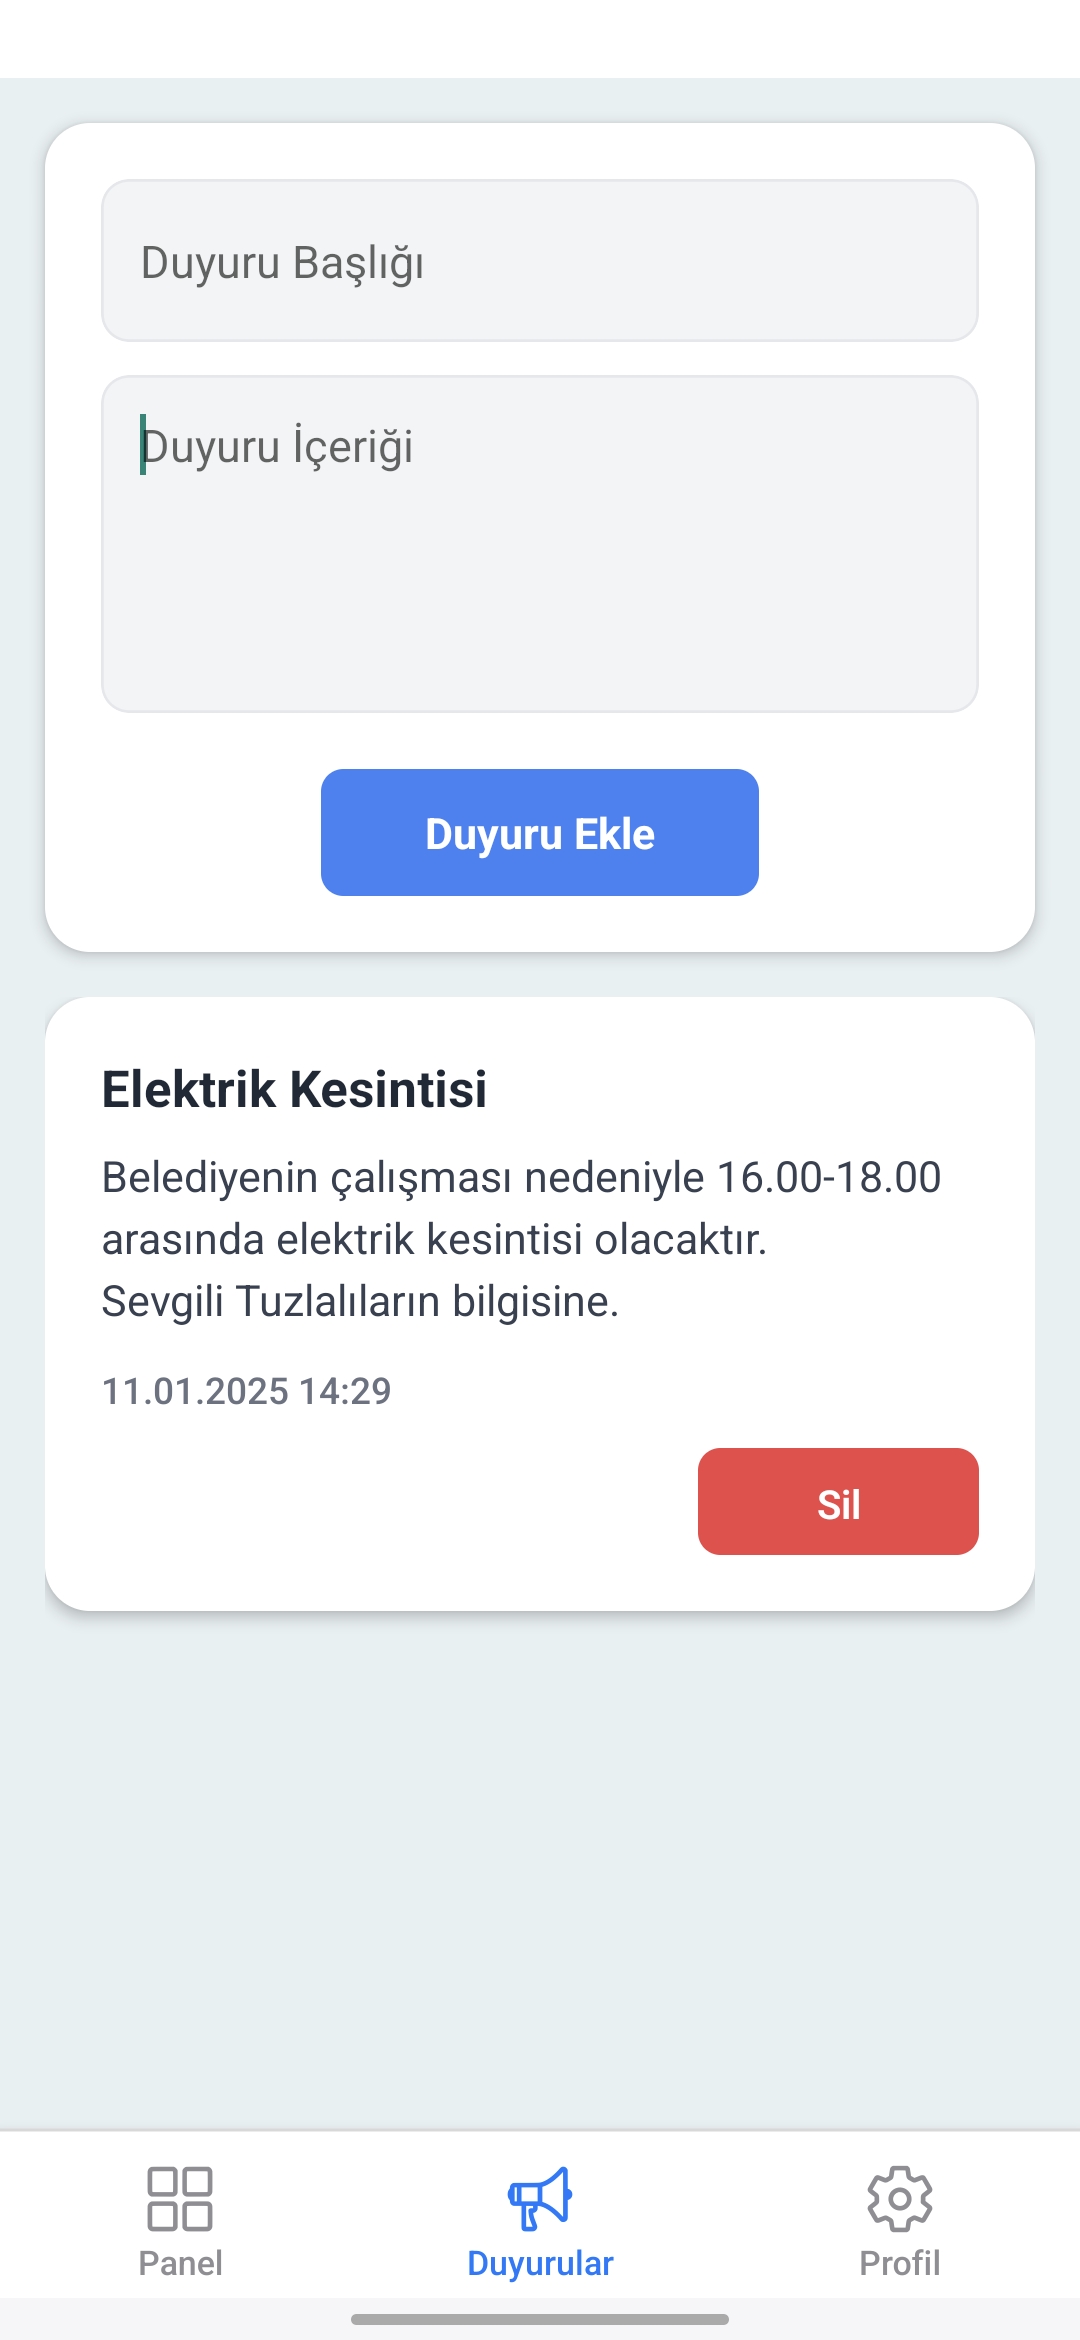 Duyuru Başlığı
Duyuru İçeriği
Duyuru Ekle
Elektrik Kesintisi
Belediyenin çalışması nedeniyle 16.00-18.00
arasında elektrik kesintisi olacaktır.
Sevgili Tuzlalıların bilgisine.
11.01.2025 14:29
Sil
Panel
Duyurular
Profil